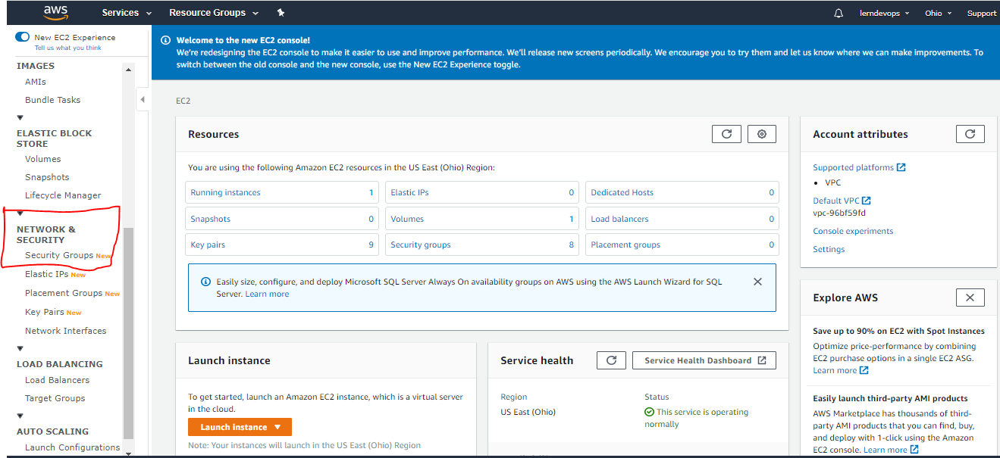 aws
Services
Resource Groups
lerndevops
Ohio
Support
New EC2 Experience
Tell us what you think
IMAGES
AMIs
Bundle Tasks
ELASTIC BLOCK
STORE
Volumes
Snapshots
Lifecycle Manager
NETWORK &
SECURITY
Security Groups New
Elastic IPs New
Placement Groups New
Key Pairs New
Network Interfaces
LOAD BALANCING
Load Balancers
Target Groups
AUTO SCALING
Launch Configurations
Welcome to the new EC2 console!
We're redesigning the EC2 console to make it easier to use and improve performance. We'll release new screens periodically. We encourage you to try them and let us know where we can make improvements. To
switch between the old console and the new console, use the New EC2 Experience toggle.
EC2
Resources
You are using the following Amazon EC2 resources in the US East (Ohio) Region:
Running instances 1
Elastic IPs 0
Dedicated Hosts 0
Snapshots 0
Volumes 1
Load balancers 0
Key pairs 9
Security groups 8
Placement groups 0
Easily size, configure, and deploy Microsoft SQL Server Always On availability groups on AWS using the AWS Launch Wizard for SQL
Server. Learn more
Launch instance
To get started, launch an Amazon EC2 instance, which is a virtual server
in the cloud.
Launch instance
Note: Your instances will launch in the US East (Ohio) Region
Service health
Service Health Dashboard
Region
US East (Ohio)
Status
This service is operating
normally
Account attributes
Supported platforms
• VPC
Default VPC
vpc-96bf59fd
Console experiments
Settings
Explore AWS
Save up to 90% on EC2 with Spot Instances
Optimize price-performance by combining
EC2 purchase options in a single EC2 ASG.
Learn more
Easily launch third-party AMI products
AWS Marketplace has thousands of third-
party AMI products that you can find, buy,
and deploy with 1-click using the Amazon
EC2 console. Learn more